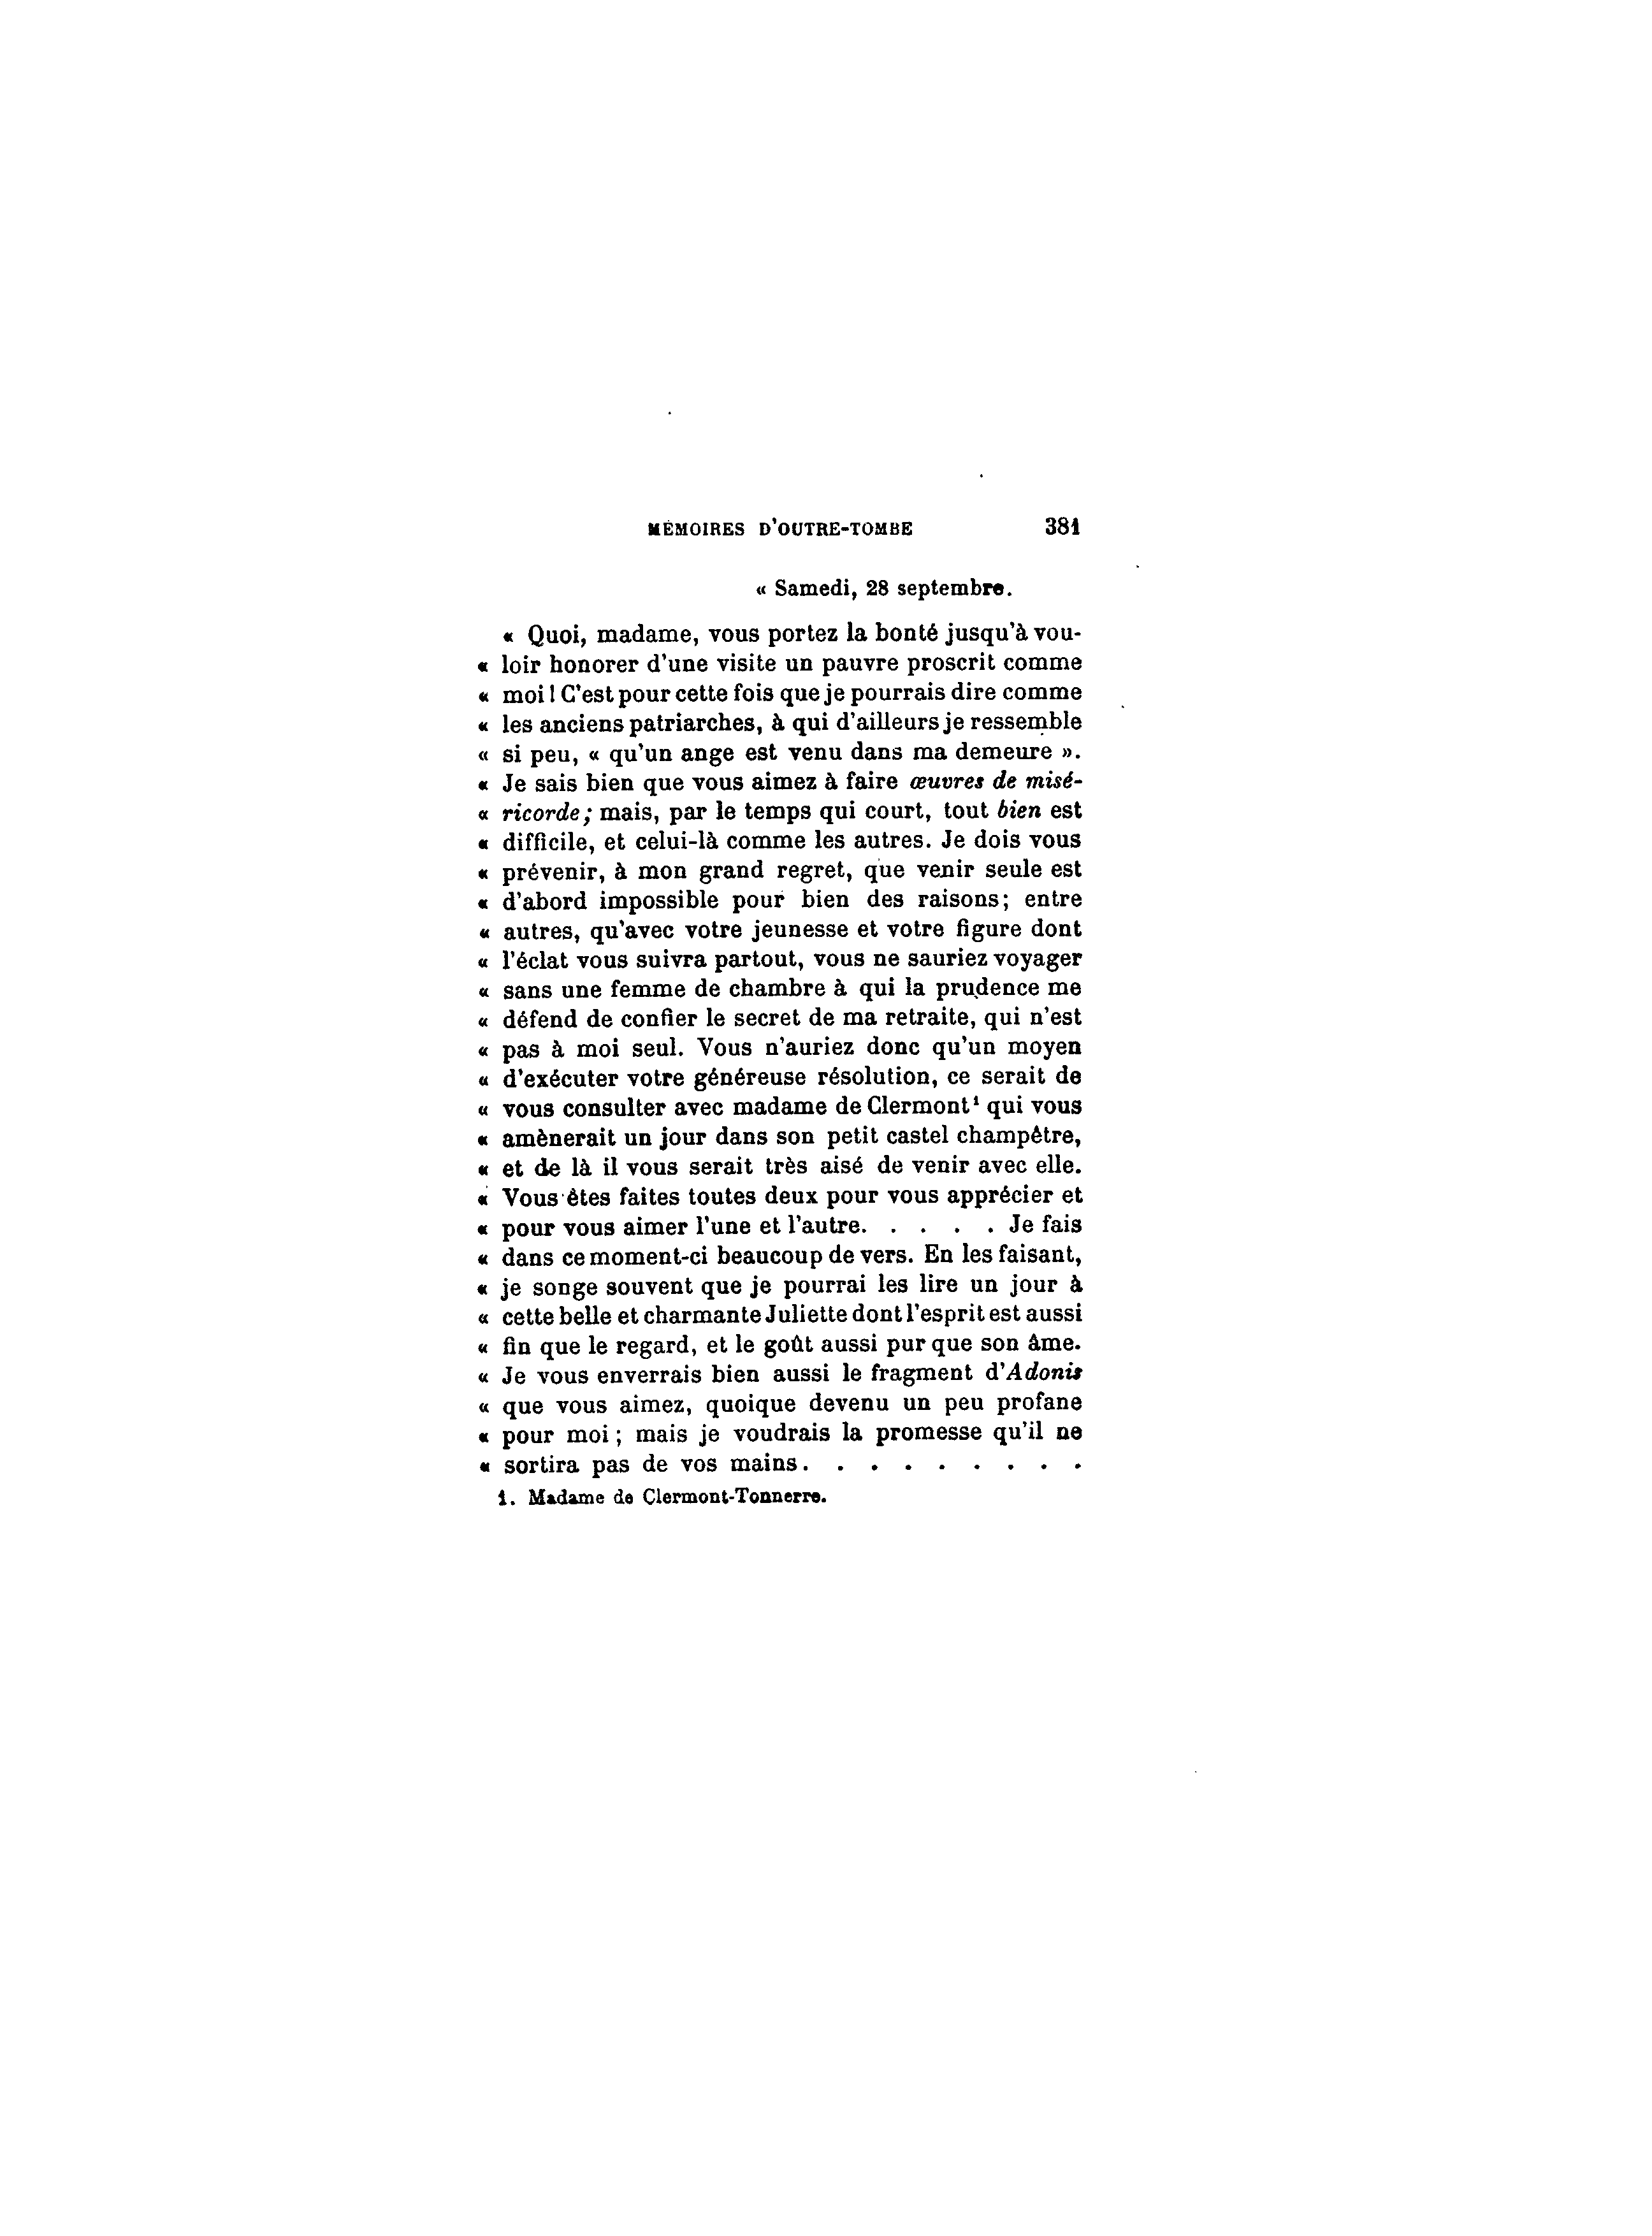 MÉMOIRES D'OUTRE-TOMBE 381
« Samedi, 28 septembre.
« Quoi, madame, vous portez la bonté jusqu'à vou-
« loir honorer d'une visite un pauvre proscrit comme
« moi ! C'est pour cette fois que je pourrais dire comme
« les anciens patriarches, à qui d'ailleurs je ressemble
« si peu, « qu'un ange est venu dans ma demeure ».
« Je sais bien que vous aimez à faire œuvres de misé-
« ricorde ; mais, par le temps qui court, tout bien est
« difficile, et celui-là comme les autres. Je dois vous
« prévenir, à mon grand regret, que venir seule est
« d'abord impossible pour bien des raisons; entre
« autres, qu'avec votre jeunesse et votre figure dont
« l'éclat vous suivra partout, vous ne sauriez voyager
« sans une femme de chambre à qui la prudence me
« défend de confier le secret de ma retraite, qui n'est
« pas à moi seul. Vous n'auriez donc qu'un moyen
« d'exécuter votre généreuse résolution, ce serait de
« vous consulter avec madame de Clermont¹ qui vous
« amènerait un jour dans son petit castel champêtre,
« et de là il vous serait très aisé de venir avec elle.
« Vous êtes faites toutes deux pour vous apprécier et
« pour vous aimer l'une et l'autre. . . . . Je fais
« dans ce moment-ci beaucoup de vers. En les faisant,
« je songe souvent que je pourrai les lire un jour à
« cette belle et charmante Juliette dont l'esprit est aussi
« fin que le regard, et le goût aussi pur que son âme.
« Je vous enverrais bien aussi le fragment d'Adonis
« que vous aimez, quoique devenu un peu profane
« pour moi ; mais je voudrais la promesse qu'il ne
« sortira pas de vos mains. . . . . . . . .
1. Madame de Clermont-Tonnerre.